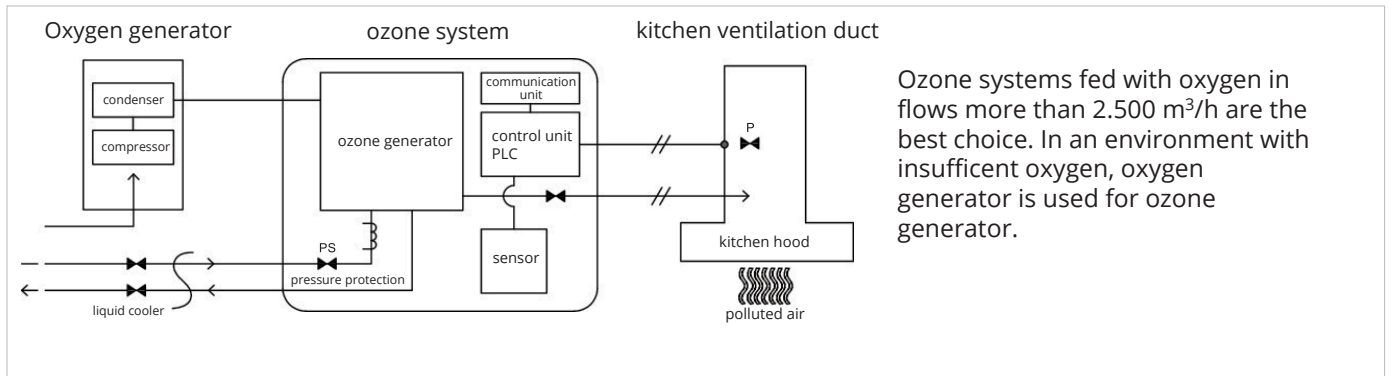 Oxygen generator
ozone system
kitchen ventilation duct
condenser
compressor
ozone generator
communication
unit
control unit
PLC
sensor
P
PS
pressure protection
liquid cooler
kitchen hood
polluted air
Ozone systems fed with oxygen in
flows more than 2.500 m³/h are the
best choice. In an environment with
insufficent oxygen, oxygen
generator is used for ozone
generator.